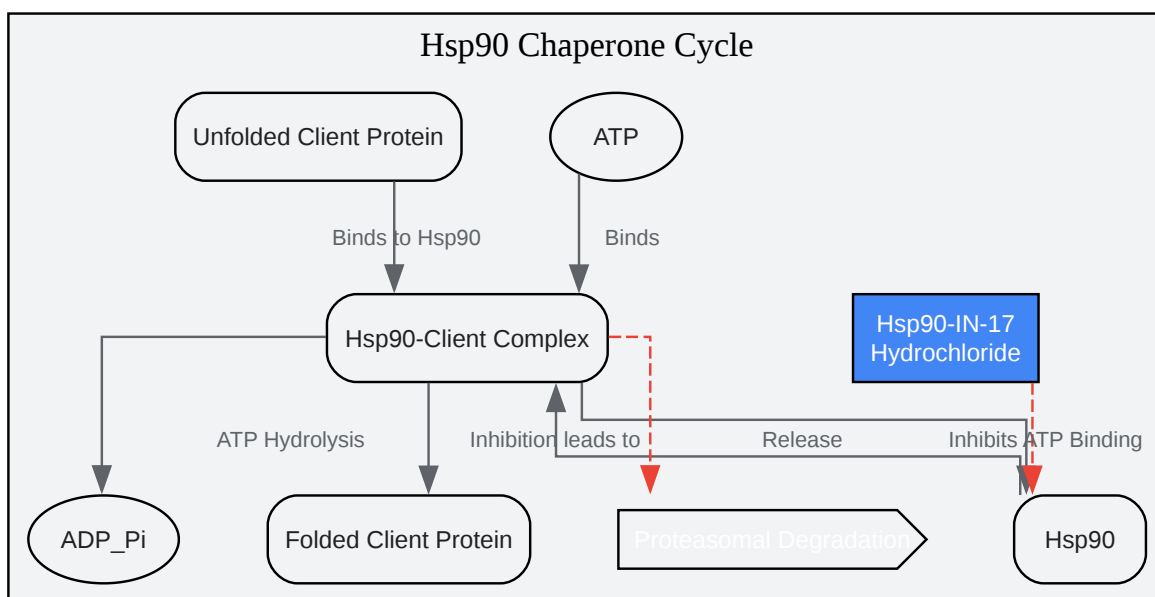 Hsp90 Chaperone Cycle
Unfolded Client Protein
ATP
Binds to Hsp90
Binds
Hsp90-Client Complex
Hsp90-IN-17
Hydrochloride
ATP Hydrolysis
Inhibition leads to
Release
Inhibits ATP Binding
ADP_Pi
Folded Client Protein
Proteasomal Degradation
Hsp90